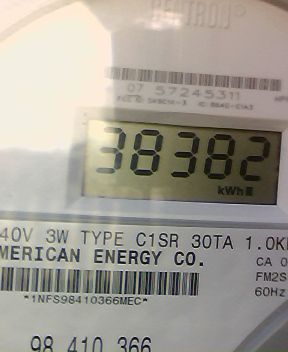 CENTRON
07 57245311
38382
kWh
40V 3W TYPE C1SR 30TA 1.0K
MERICAN ENERGY CO.
CA 0
FM2S
60Hz
*1NFS98410366MEC*
98 410 366